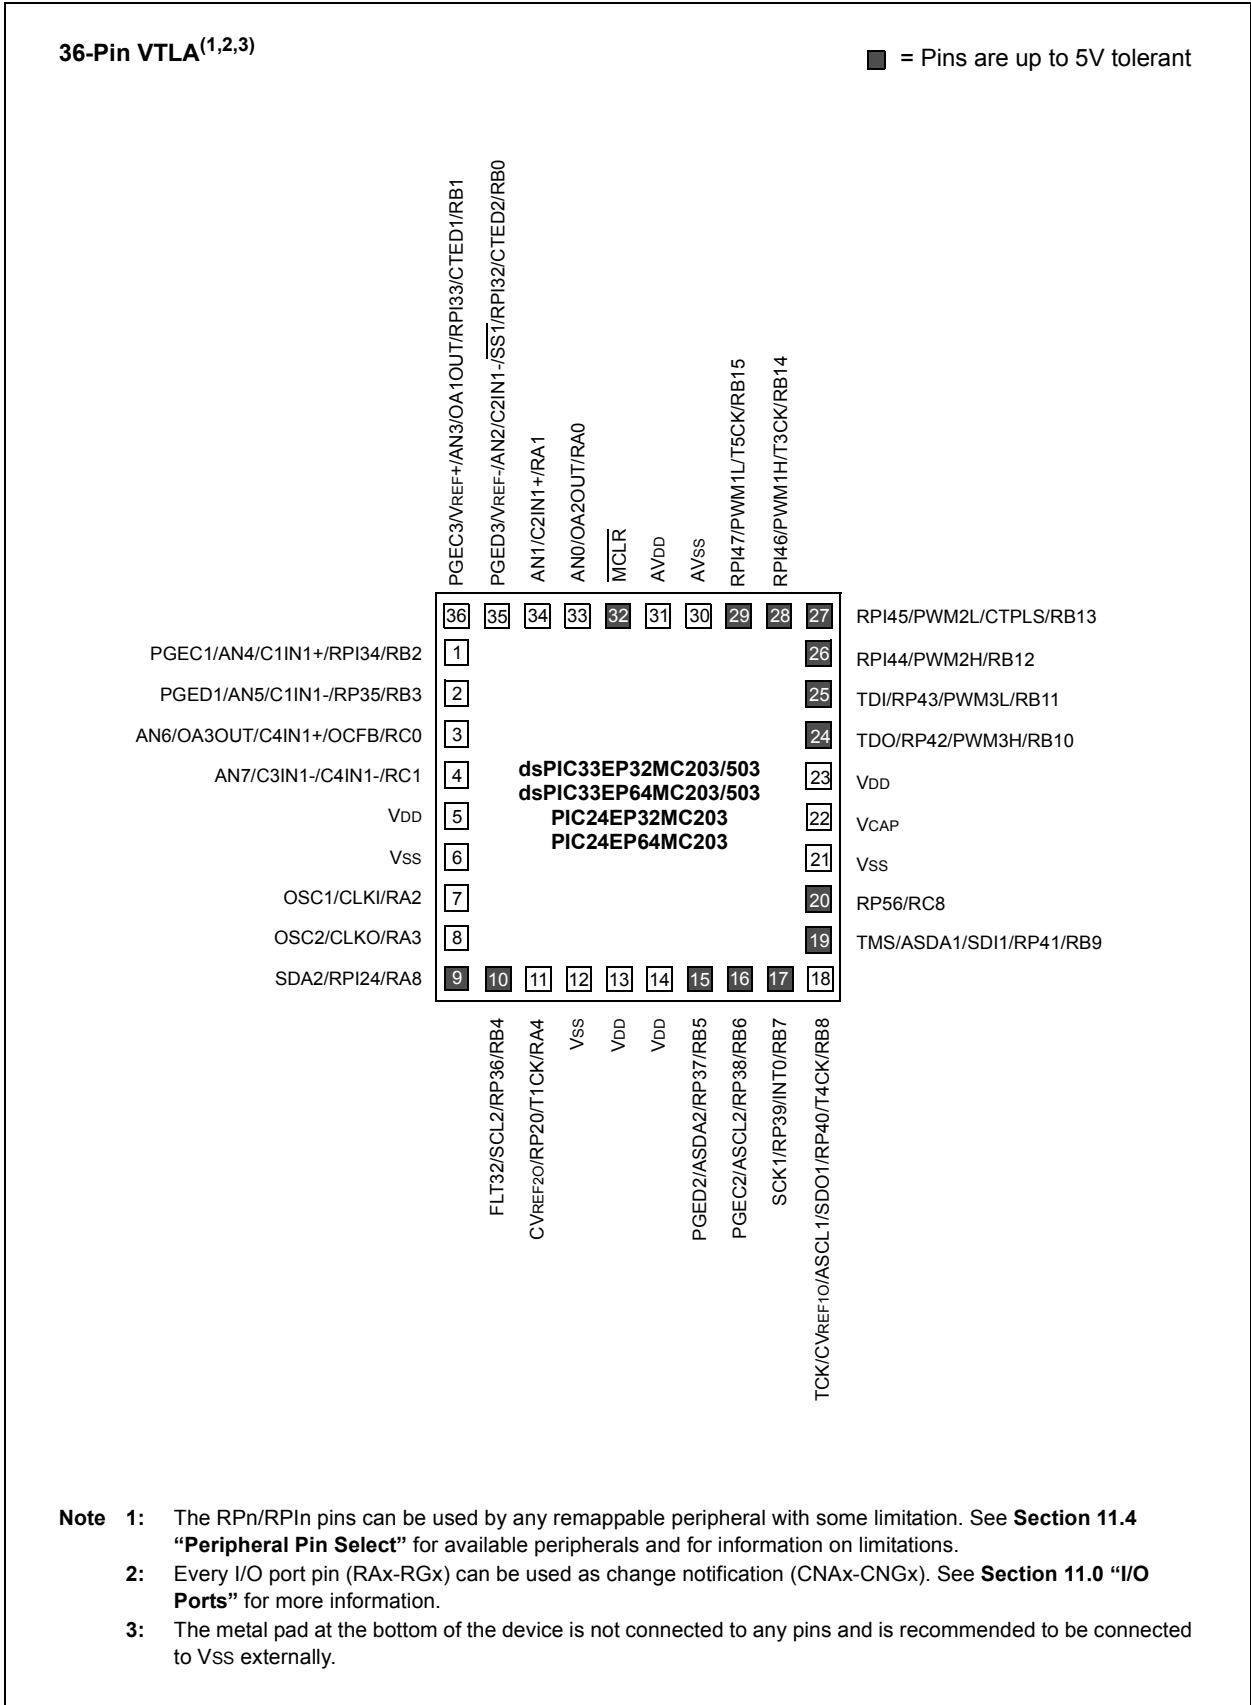 36-Pin VTLA(1,2,3)
= Pins are up to 5V tolerant
PGEC3/VREF+/AN3/OA1OUT/RPI33/CTED1/RB1
PGED3/VREF-/AN2/C2IN1-/SS1/RPI32/CTED2/RB0
AN1/C2IN1+/RA1
AN0/OA2OUT/RA0
MCLR
AVDD
AVSS
RPI47/PWM1L/T5CK/RB15
RPI46/PWM1H/T3CK/RB14
36 35 34 33 32 31 30 29 28 27 RPI45/PWM2L/CTPLS/RB13
PGEC1/AN4/C1IN1+/RPI34/RB2 1 26 RPI44/PWM2H/RB12
PGED1/AN5/C1IN1-/RP35/RB3 2 25 TDI/RP43/PWM3L/RB11
AN6/OA3OUT/C4IN1+/OCFB/RC0 3 24 TDO/RP42/PWM3H/RB10
AN7/C3IN1-/C4IN1-/RC1 4 23 VDD
dsPIC33EP32MC203/503
dsPIC33EP64MC203/503
PIC24EP32MC203
PIC24EP64MC203
VDD 5 22 VCAP
VSS 6 21 VSS
OSC1/CLKI/RA2 7 20 RP56/RC8
OSC2/CLKO/RA3 8 19 TMS/ASDA1/SDI1/RP41/RB9
SDA2/RPI24/RA8 9 10 11 12 13 14 15 16 17 18
FLT32/SCL2/RP36/RB4
CVREF2O/RP20/T1CK/RA4
VSS
VDD
VDD
PGED2/ASDA2/RP37/RB5
PGEC2/ASCL2/RP38/RB6
SCK1/RP39/INT0/RB7
TCK/CVREF1O/ASCL1/SDO1/RP40/T4CK/RB8
Note 1: The RPn/RPIn pins can be used by any remappable peripheral with some limitation. See Section 11.4
“Peripheral Pin Select” for available peripherals and for information on limitations.
2: Every I/O port pin (RAx-RGx) can be used as change notification (CNAx-CNGx). See Section 11.0 “I/O
Ports” for more information.
3: The metal pad at the bottom of the device is not connected to any pins and is recommended to be connected
to VSS externally.